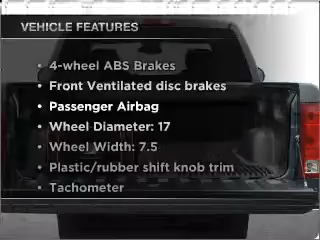 VEHICLE FEATURES
• 4-wheel ABS Brakes
• Front Ventilated disc brakes
• Passenger Airbag
• Wheel Diameter: 17
• Wheel Width: 7.5
• Plastic/rubber shift knob trim
• Tachometer